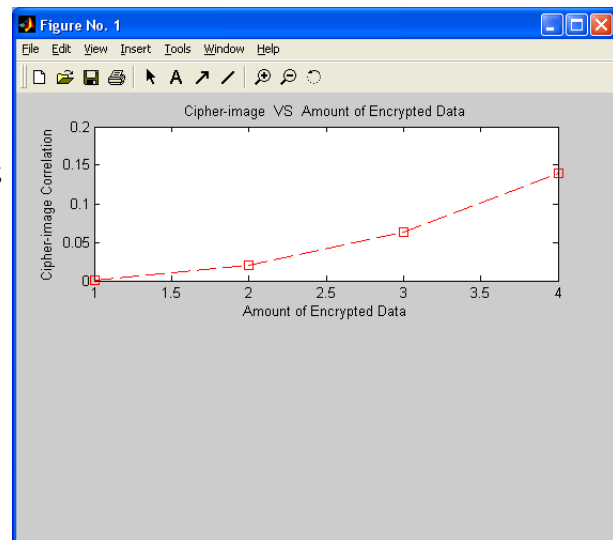 Figure No. 1
File Edit View Insert Tools Window Help
A
Cipher-image VS Amount of Encrypted Data
Cipher-image Correlation
0.2
0.15
0.1
0.05
0
1 1.5 2 2.5 3 3.5 4
Amount of Encrypted Data